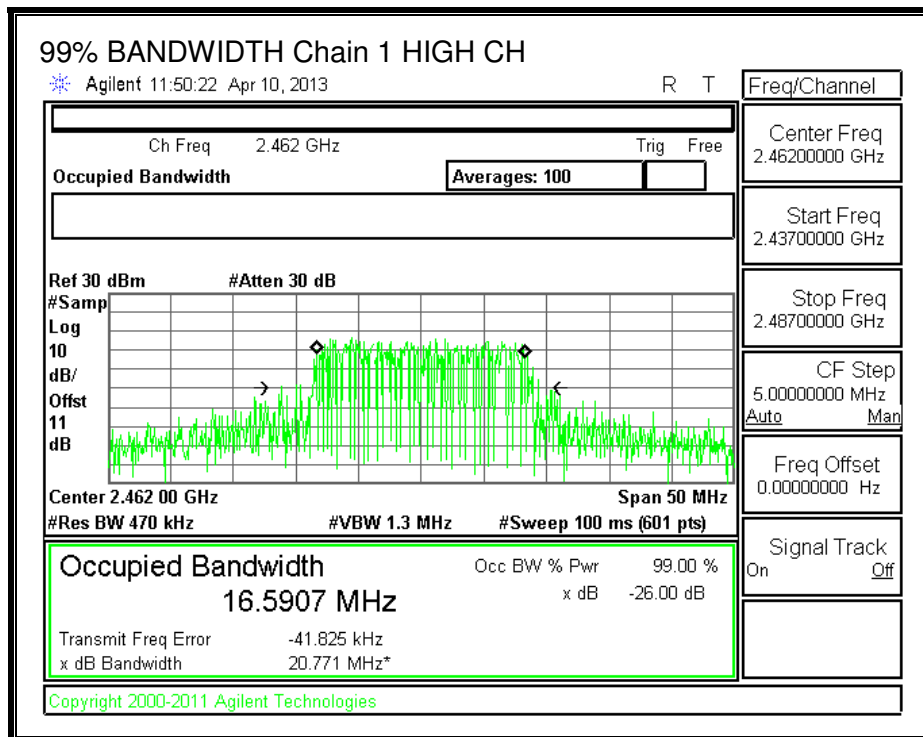 99% BANDWIDTH Chain 1 HIGH CH
Agilent 11:50:22 Apr 10, 2013 R T
Freq/Channel
Ch Freq 2.462 GHz Trig Free
Occupied Bandwidth Averages: 100
Center Freq
2.46200000 GHz
Start Freq
2.43700000 GHz
Stop Freq
2.48700000 GHz
CF Step
5.00000000 MHz
Auto Man
Freq Offset
0.00000000 Hz
Signal Track
On Off
Ref 30 dBm #Atten 30 dB
#Samp
Log
10
dB/
Offst
11
dB
Center 2.462 00 GHz Span 50 MHz
#Res BW 470 kHz #VBW 1.3 MHz #Sweep 100 ms (601 pts)
Occupied Bandwidth Occ BW % Pwr 99.00 %
16.5907 MHz x dB -26.00 dB
Transmit Freq Error -41.825 kHz
x dB Bandwidth 20.771 MHz*
Copyright 2000-2011 Agilent Technologies